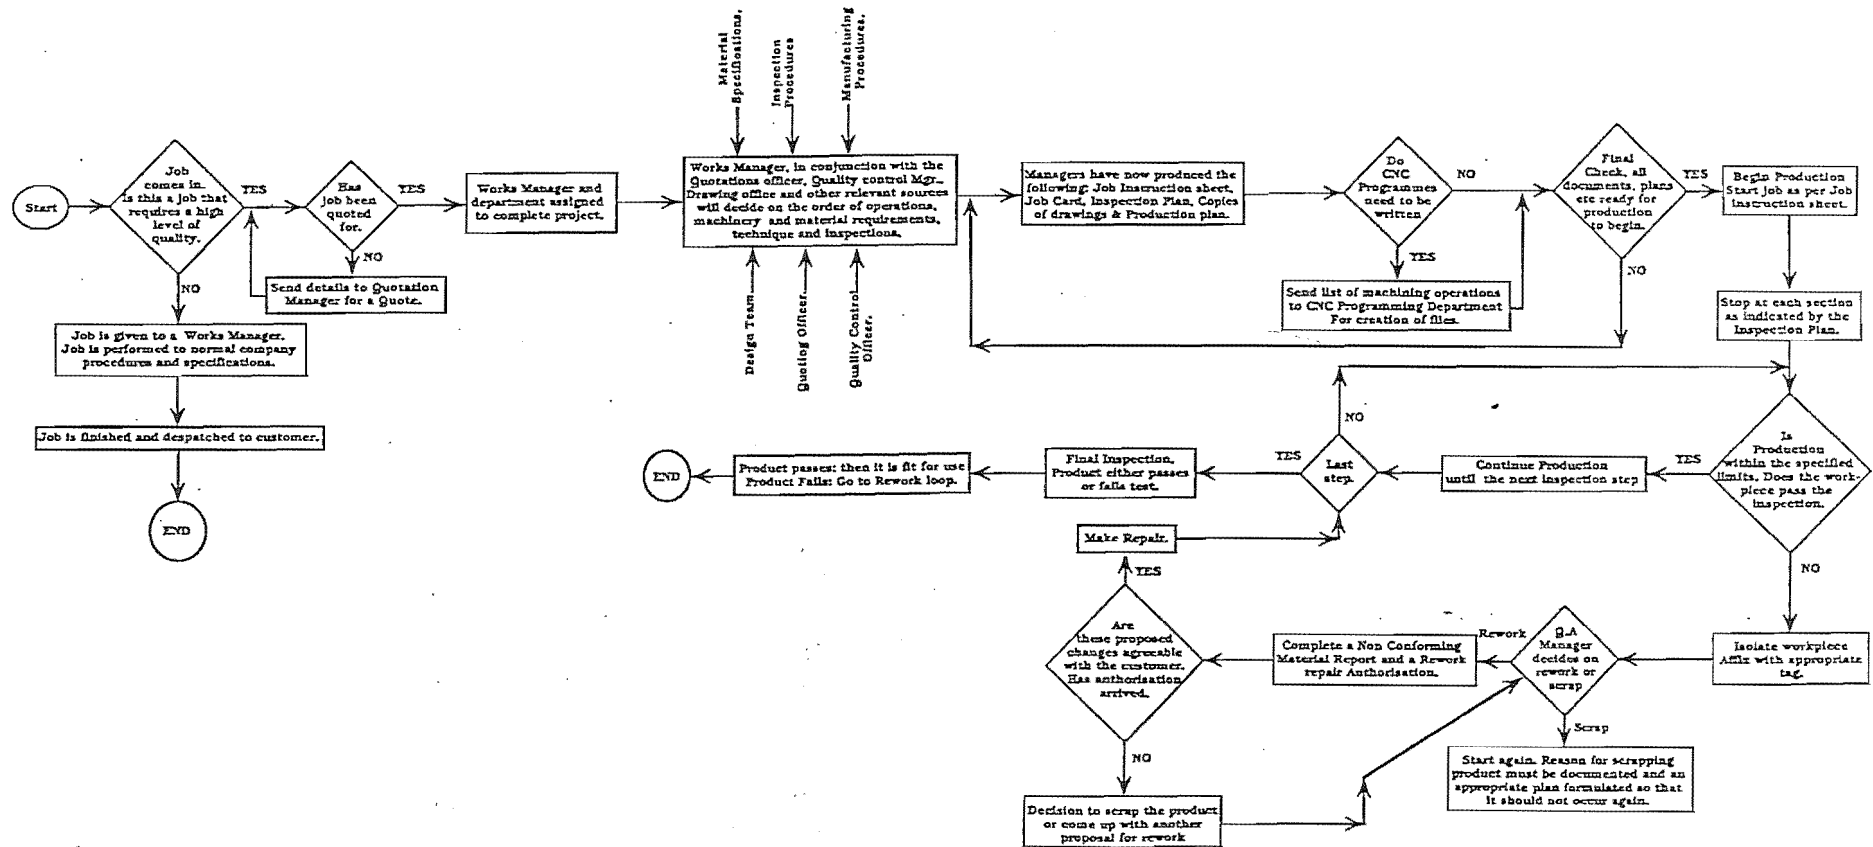 Start
Job
comes in.
is this a job that
requires a high
level of
quality.
YES
NO
Has
job been
quoted
for.
YES
NO
Send details to Quotation
Manager for a Quote.
Job is given to a Works Manager.
Job is performed to normal company
procedures and specifications.
Job is finished and despatched to customer.
END
Works Manager and
department assigned
to complete project.
Material
Specifications.
Inspection
Procedures
Manufacturing
Procedures.
Works Manager, in conjunction with the
Quotations officer, Quality control Mgr.,
Drawing office and other relevant sources
will decide on the order of operations,
machinery and material requirements,
technique and inspections.
Design Team.
Quoting Officer.
Quality Control
Officer.
Managers have now produced the
following: Job Instruction sheet,
Job Card, Inspection Plan, Copies
of drawings & Production plan.
Do
CNC
Programmes
need to be
written
NO
YES
Send list of machining operations
to CNC Programming Department
For creation of files.
Final
Check, all
documents, plans
etc ready for
production
to begin.
YES
NO
Begin Production
Start job as per Job
Instruction sheet.
Stop at each section
as indicated by the
Inspection Plan.
Is
Production
within the specified
limits. Does the work-
piece pass the
inspection.
YES
NO
Continue Production
until the next inspection step
Last
step.
NO
YES
Final Inspection.
Product either passes
or fails test.
Product passes: then it is fit for use
Product Fails: Go to Rework loop.
END
Isolate workpiece
Affix with appropriate
tag.
Q.A
Manager
decides on
rework or
scrap
Rework
Scrap
Start again. Reason for scrapping
product must be documented and an
appropriate plan formulated so that
it should not occur again.
Complete a Non Conforming
Material Report and a Rework
repair Authorisation.
Are
these proposed
changes agreeable
with the customer.
Has authorisation
arrived.
YES
NO
Make Repair.
Decision to scrap the product
or come up with another
proposal for rework